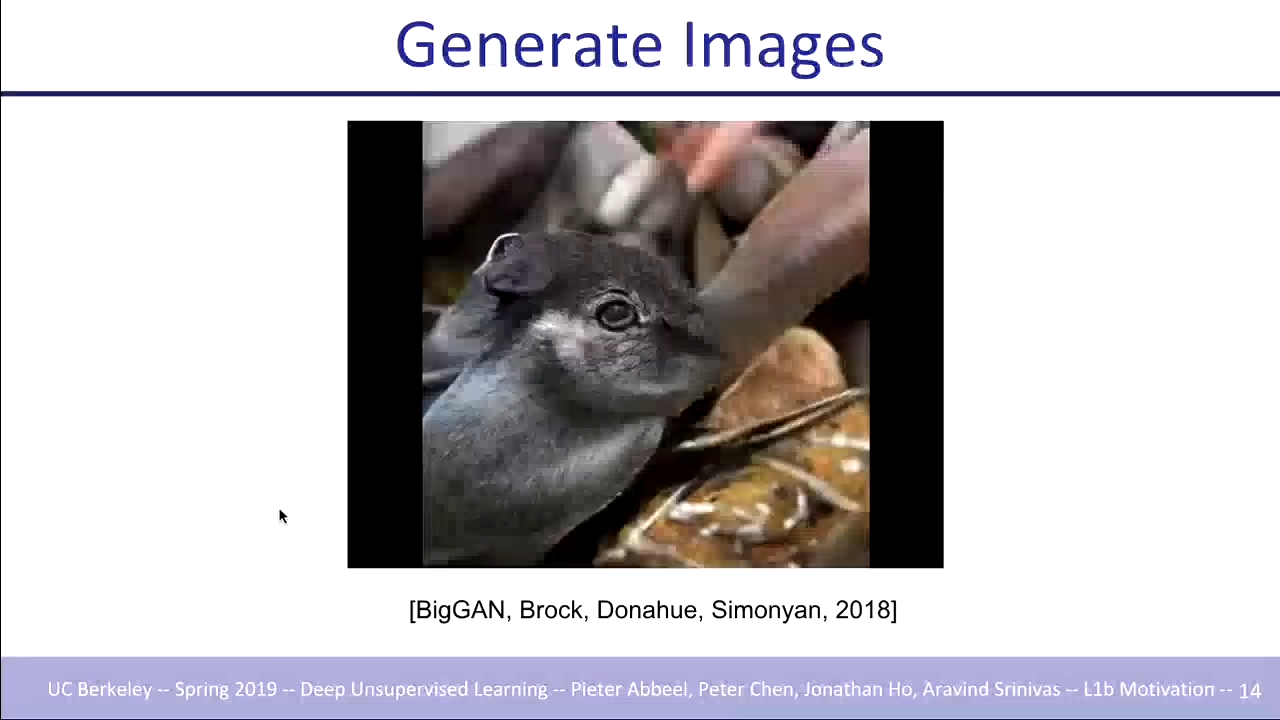 Generate Images
[BigGAN, Brock, Donahue, Simonyan, 2018]
UC Berkeley -- Spring 2019 -- Deep Unsupervised Learning -- Pieter Abbeel, Peter Chen, Jonathan Ho, Aravind Srinivas -- L1b Motivation -- 14